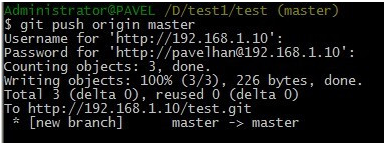 Administrator@PAVEL /D/test1/test (master)
$ git push origin master
Username for 'http://192.168.1.10':
Password for 'http://pavelhan@192.168.1.10':
Counting objects: 3, done.
Writing objects: 100% (3/3), 226 bytes, done.
Total 3 (delta 0), reused 0 (delta 0)
To http://192.168.1.10/test.git
 * [new branch]      master -> master